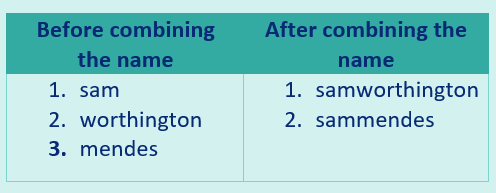 Before combining
the name
After combining the
name
1. sam
2. worthington
3. mendes
1. samworthington
2. sammendes